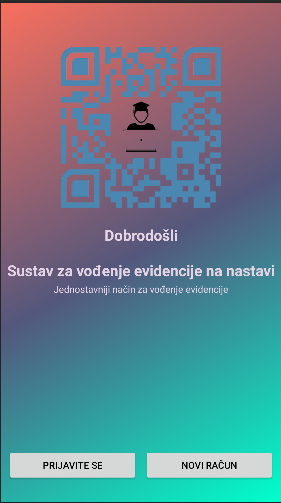 Dobrodošli
Sustav za vođenje evidencije na nastavi
Jednostavniji način za vođenje evidencije
PRIJAVITE SE
NOVI RAČUN